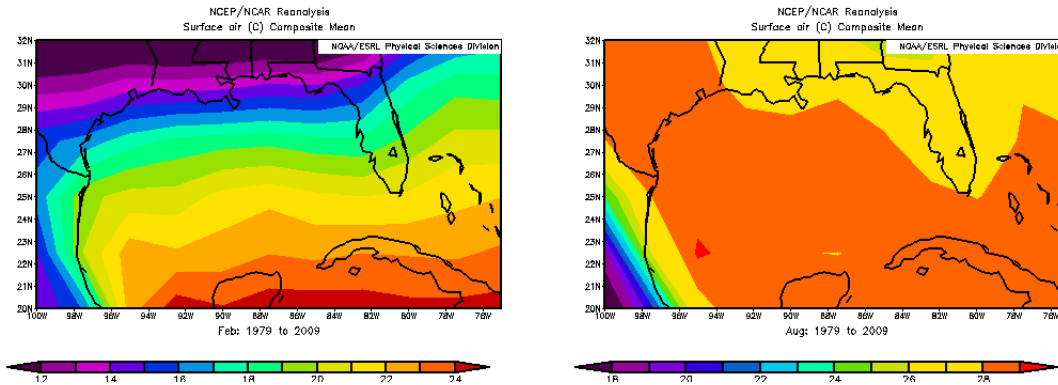 NCEP/NCAR Reanalysis
Surface air (C) Composite Mean
NOAA/ESRL Physical Sciences Division
32N
31N
30N
29N
28N
27N
26N
25N
24N
23N
22N
21N
20N
100W 98W 96W 94W 92W 90W 88W 86W 84W 82W 80W 78W 76W
Feb: 1979 to 2009
12 14 16 18 20 22 24
NCEP/NCAR Reanalysis
Surface air (C) Composite Mean
NOAA/ESRL Physical Sciences Division
32N
31N
30N
29N
28N
27N
26N
25N
24N
23N
22N
21N
20N
100W 98W 96W 94W 92W 90W 88W 86W 84W 82W 80W 78W 76W
Aug: 1979 to 2009
18 20 22 24 26 28